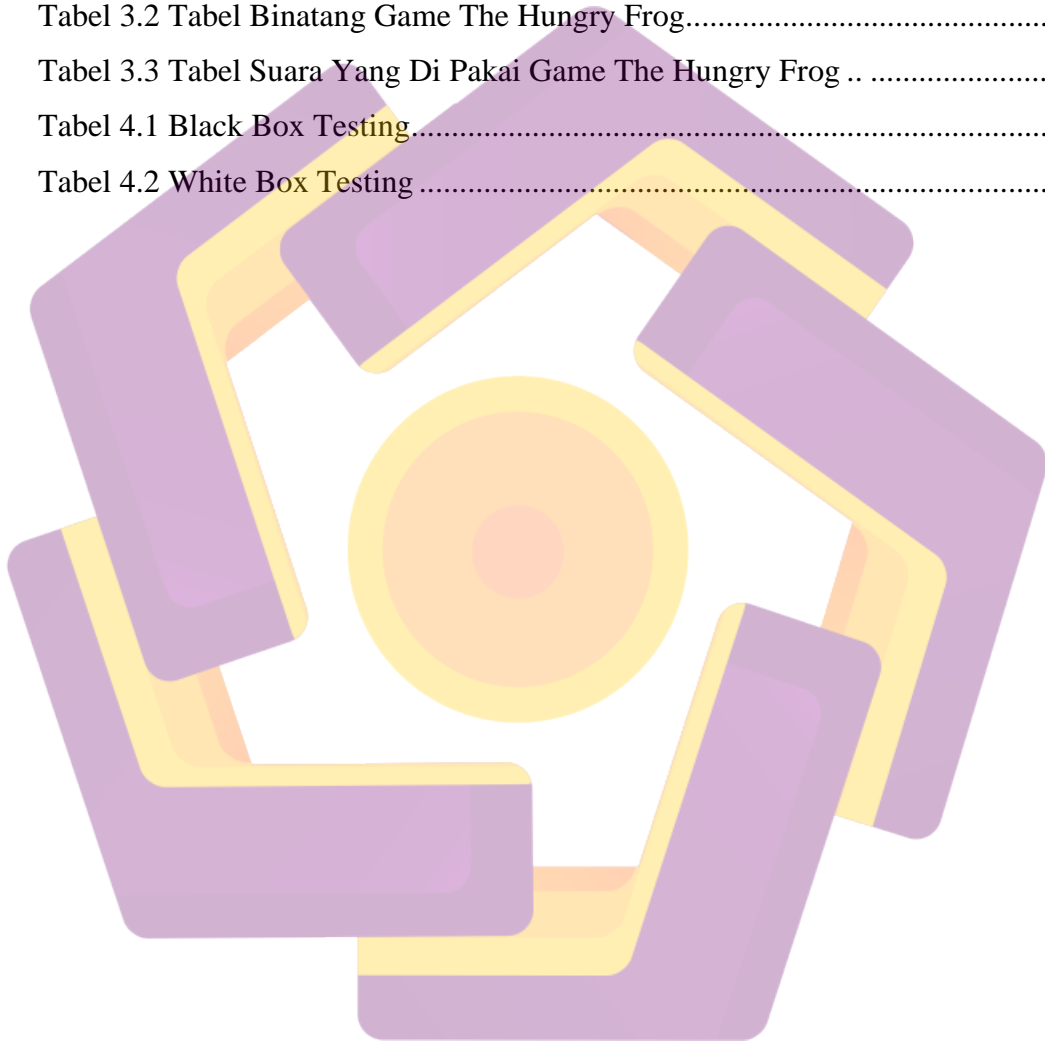 Tabel 3.2 Tabel Binatang Game The Hungry Frog........................................
Tabel 3.3 Tabel Suara Yang Di Pakai Game The Hungry Frog .. ...................
Tabel 4.1 Black Box Testing.........................................................................
Tabel 4.2 White Box Testing ........................................................................